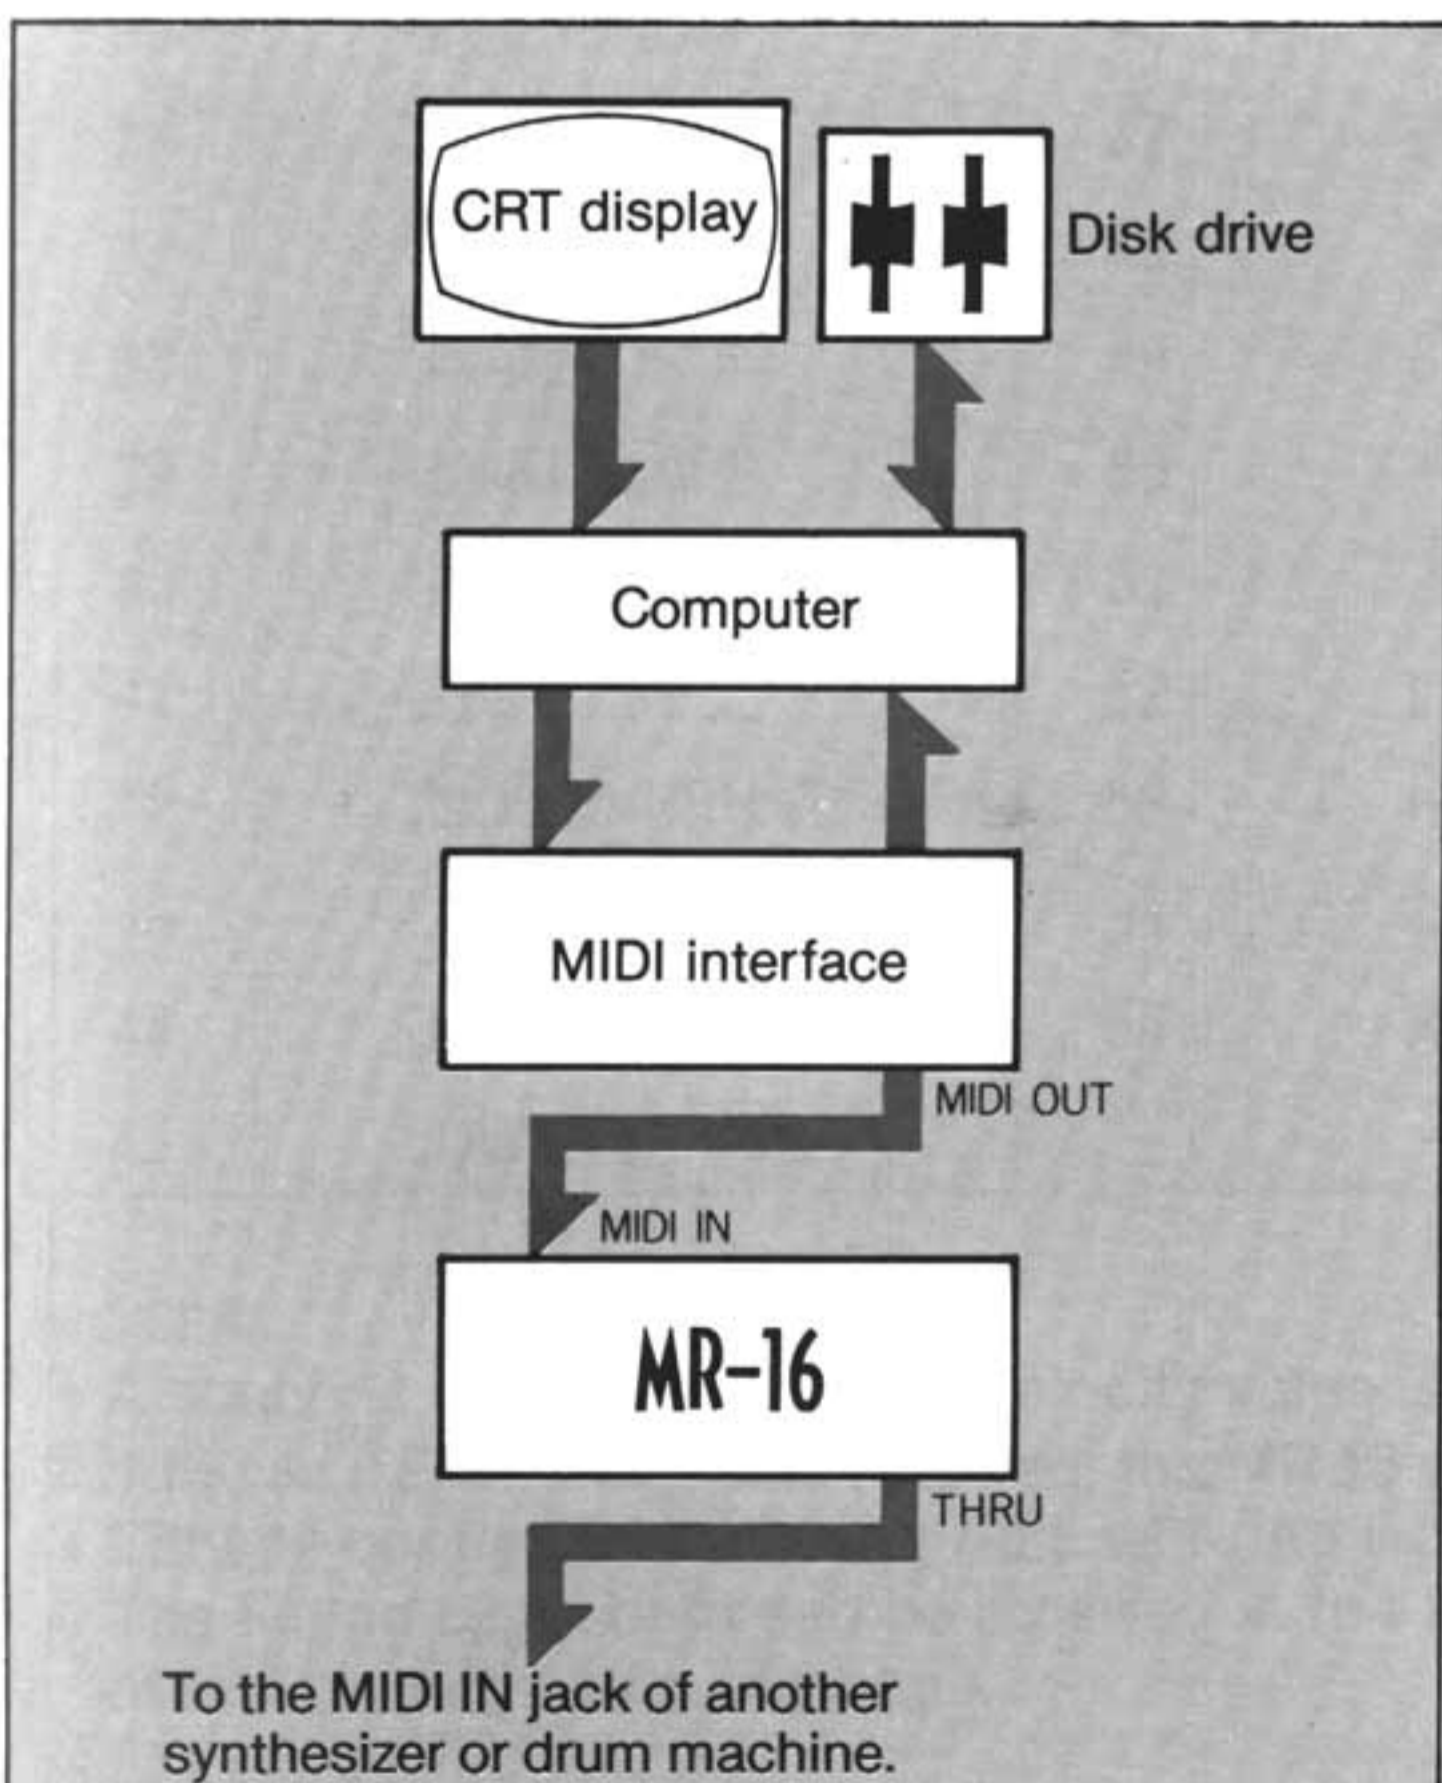 CRT display
Disk drive
Computer
MIDI interface
MIDI OUT
MIDI IN
MR-16
THRU
To the MIDI IN jack of another
synthesizer or drum machine.